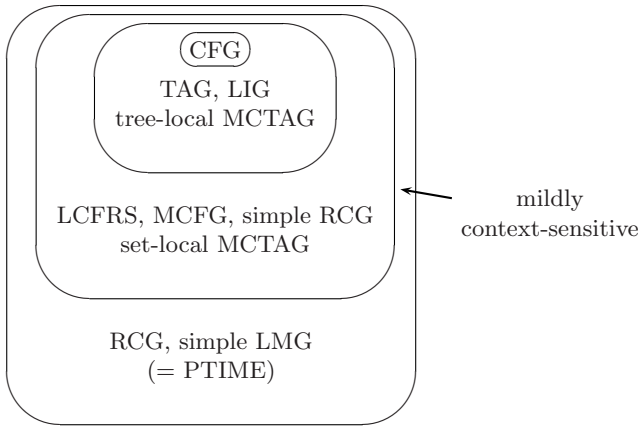 CFG
TAG, LIG
tree-local MCTAG
LCFRS, MCFG, simple RCG
set-local MCTAG
mildly
context-sensitive
RCG, simple LMG
(= PTIME)